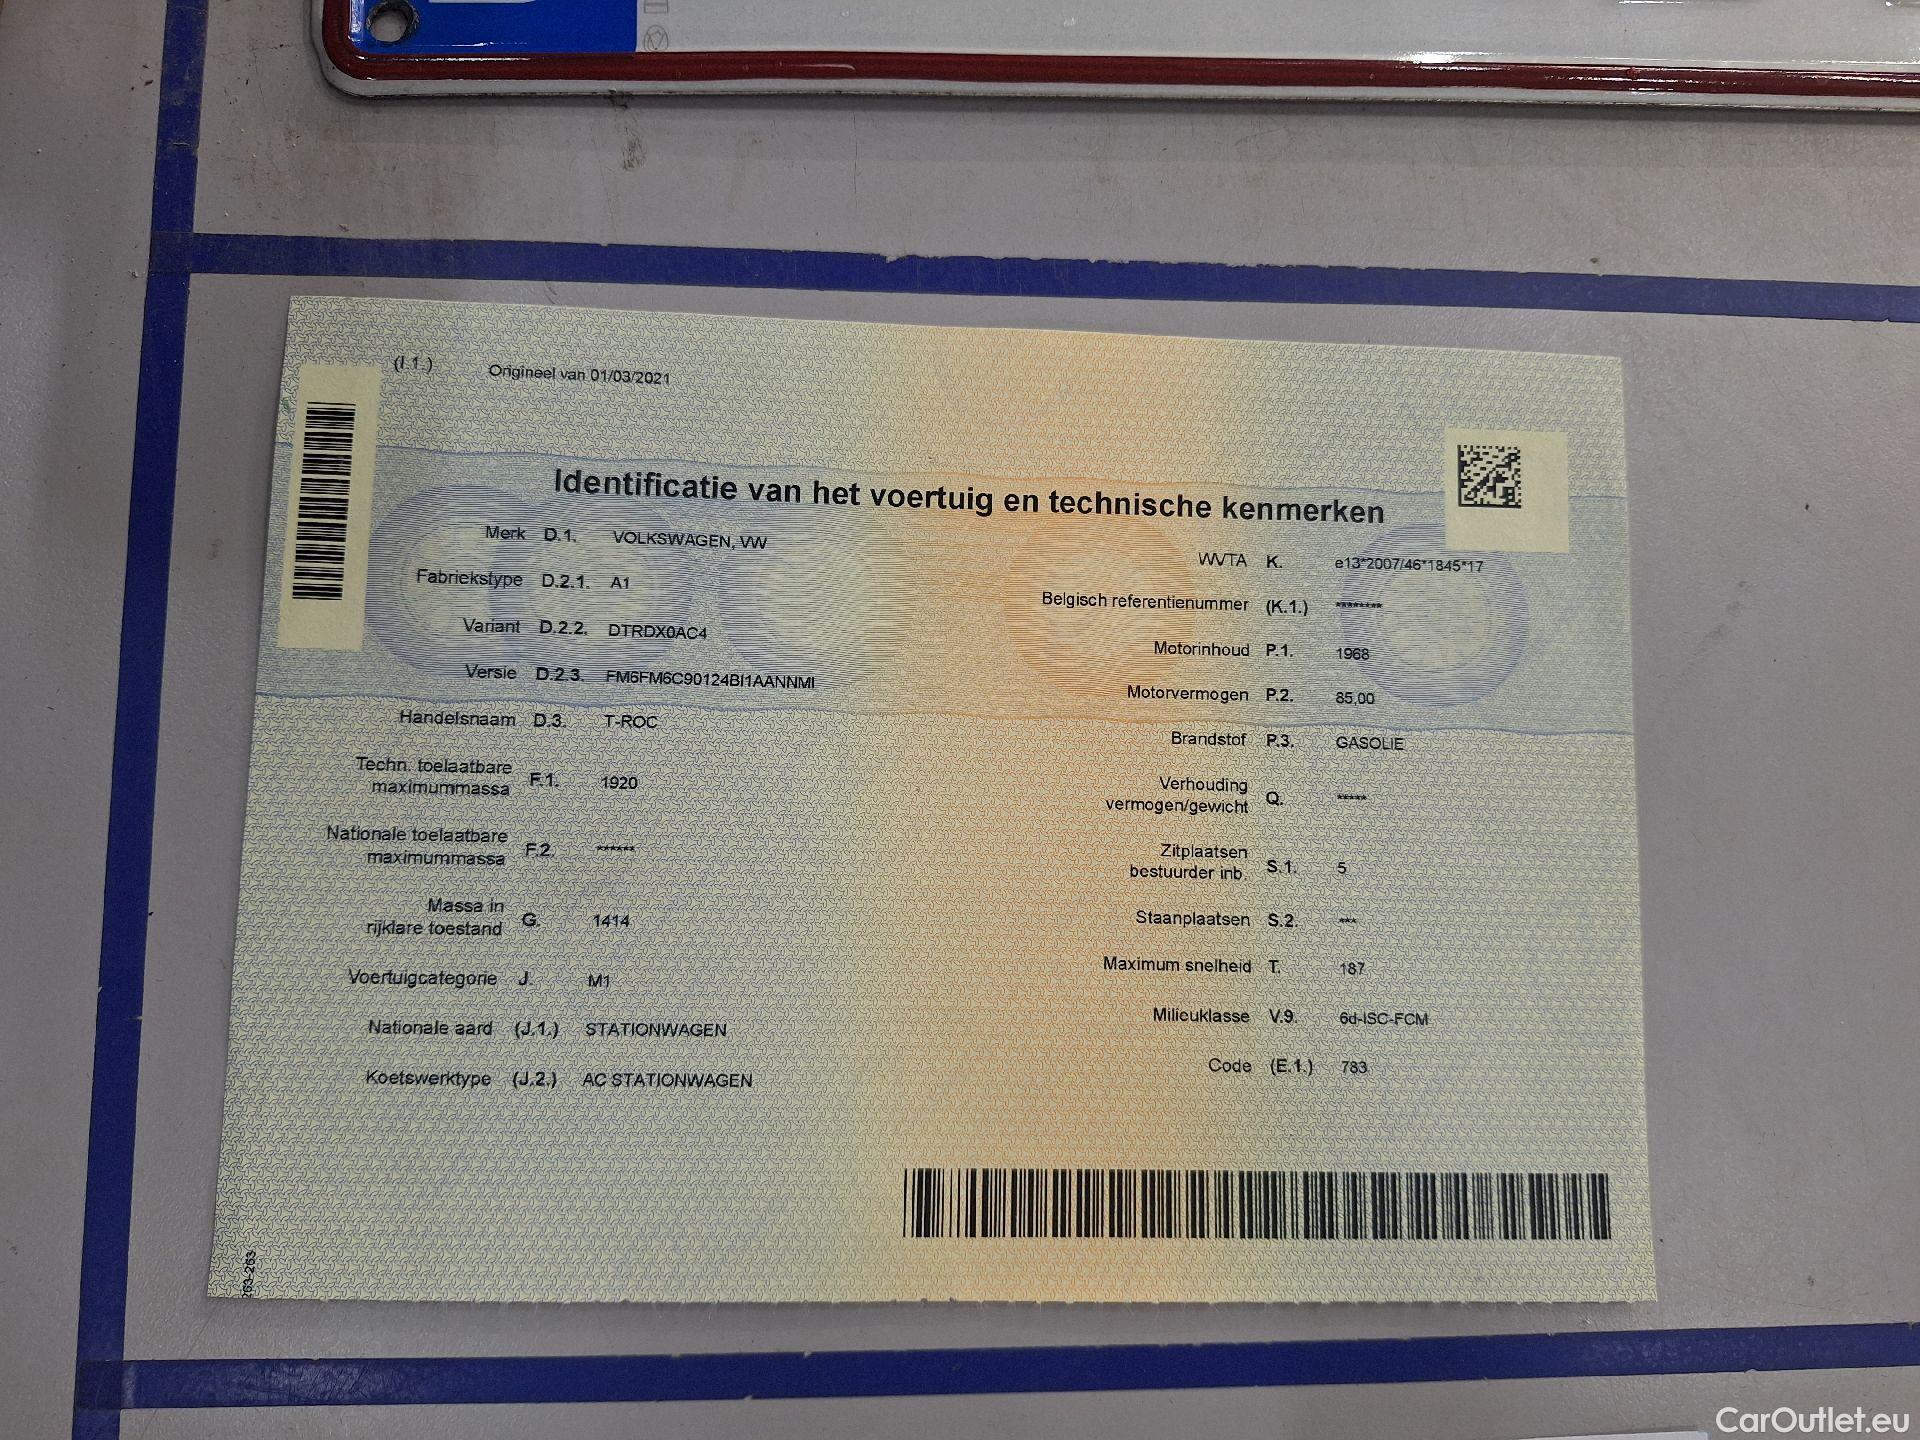 (I.1.) Origineel van 01/03/2021
Identificatie van het voertuig en technische kenmerken
Merk D.1. VOLKSWAGEN, VW
Fabriekstype D.2.1. A1
Variant D.2.2. DTRDX0AC4
Versie D.2.3. FM6FM6C90124BI1AANNMI
Handelsnaam D.3. T-ROC
Techn. toelaatbare
maximummassa F.1. 1920
Nationale toelaatbare
maximummassa F.2. ******
Massa in
rijklare toestand G. 1414
Voertuigcategorie J. M1
Nationale aard (J.1.) STATIONWAGEN
Koetswerktype (J.2.) AC STATIONWAGEN
WVTA K. e13*2007/46*1845*17
Belgisch referentienummer (K.1.) ********
Motorinhoud P.1. 1968
Motorvermogen P.2. 85,00
Brandstof P.3. GASOLIE
Verhouding
vermogen/gewicht Q. *****
Zitplaatsen
bestuurder inb. S.1. 5
Staanplaatsen S.2. ***
Maximum snelheid T. 187
Milieuklasse V.9. 6d-ISC-FCM
Code (E.1.) 783
263-263
CarOutlet.eu